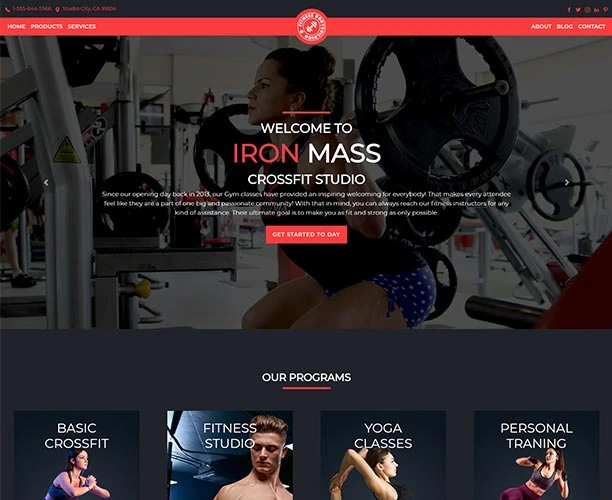 1-555-644-5566 Studio City, CA 91604
HOME PRODUCTS SERVICES
ABOUT BLOG CONTACT
WELCOME TO
IRON MASS
CROSSFIT STUDIO
Since our opening day back in 2013, our Gym classes have provided an inspiring welcoming for everybody! That makes every attendee
feel like they are a part of one big and passionate community! With that in mind, you can always reach our fitness instructors for any
kind of assistance. Their ultimate goal is to make you as fit and strong as only possible.
GET STARTED TO DAY
OUR PROGRAMS
BASIC
CROSSFIT
FITNESS
STUDIO
YOGA
CLASSES
PERSONAL
TRANING